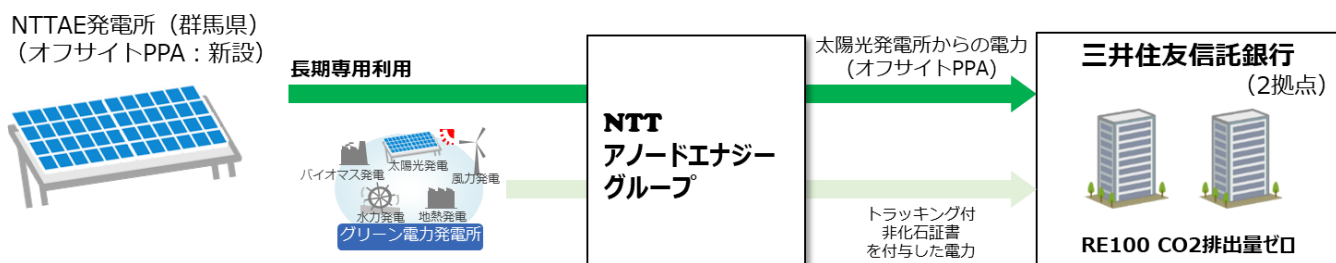 NTTAE発電所（群馬県）
（オフサイトPPA：新設）
長期専用利用
バイオマス発電
太陽光発電
風力発電
水力発電
地熱発電
グリーン電力発電所
NTT
アノードエナジー
グループ
太陽光発電所からの電力
(オフサイトPPA)
トラッキング付
非化石証書
を付与した電力
三井住友信託銀行
（2拠点）
RE100 CO2排出量ゼロ